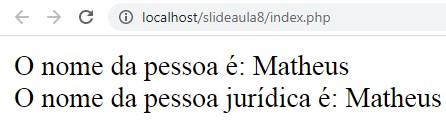 localhost/slideaula8/index.php
O nome da pessoa é: Matheus
O nome da pessoa jurídica é: Matheus